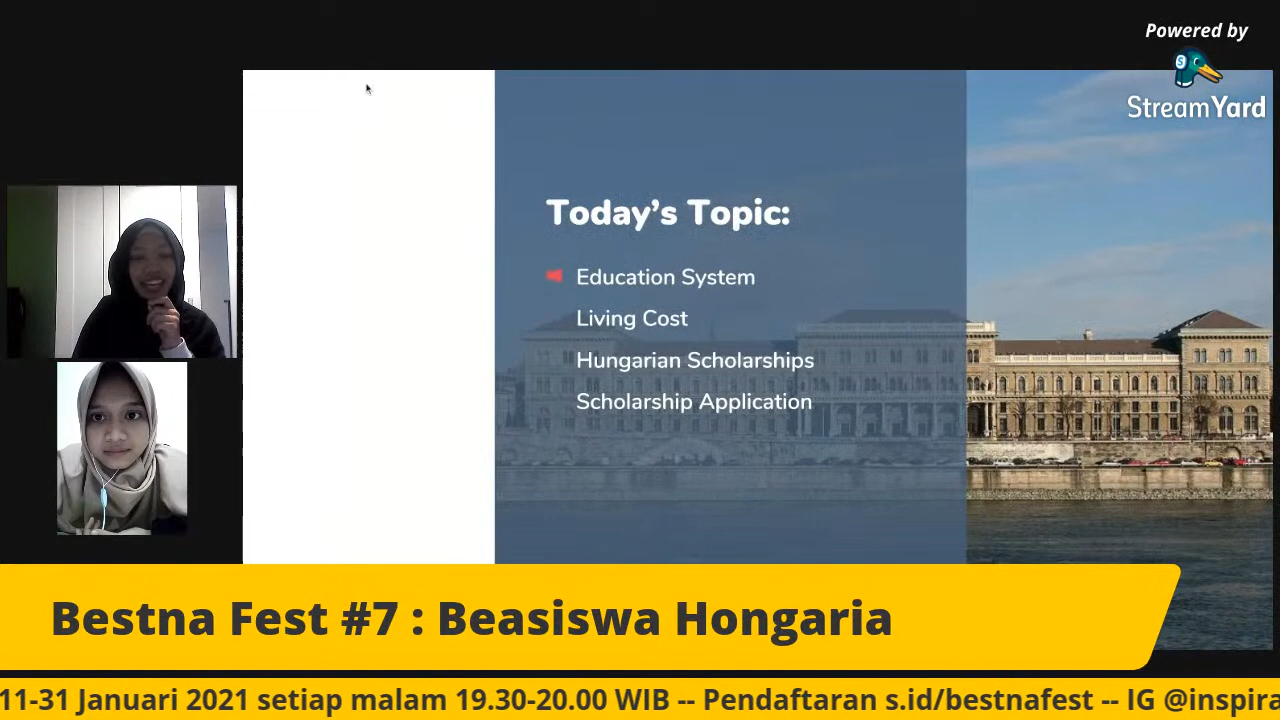 Powered by
StreamYard
Today's Topic:
Education System
Living Cost
Hungarian Scholarships
Scholarship Application
Bestna Fest #7 : Beasiswa Hongaria
11-31 Januari 2021 setiap malam 19.30-20.00 WIB -- Pendaftaran s.id/bestnafest -- IG @inspira